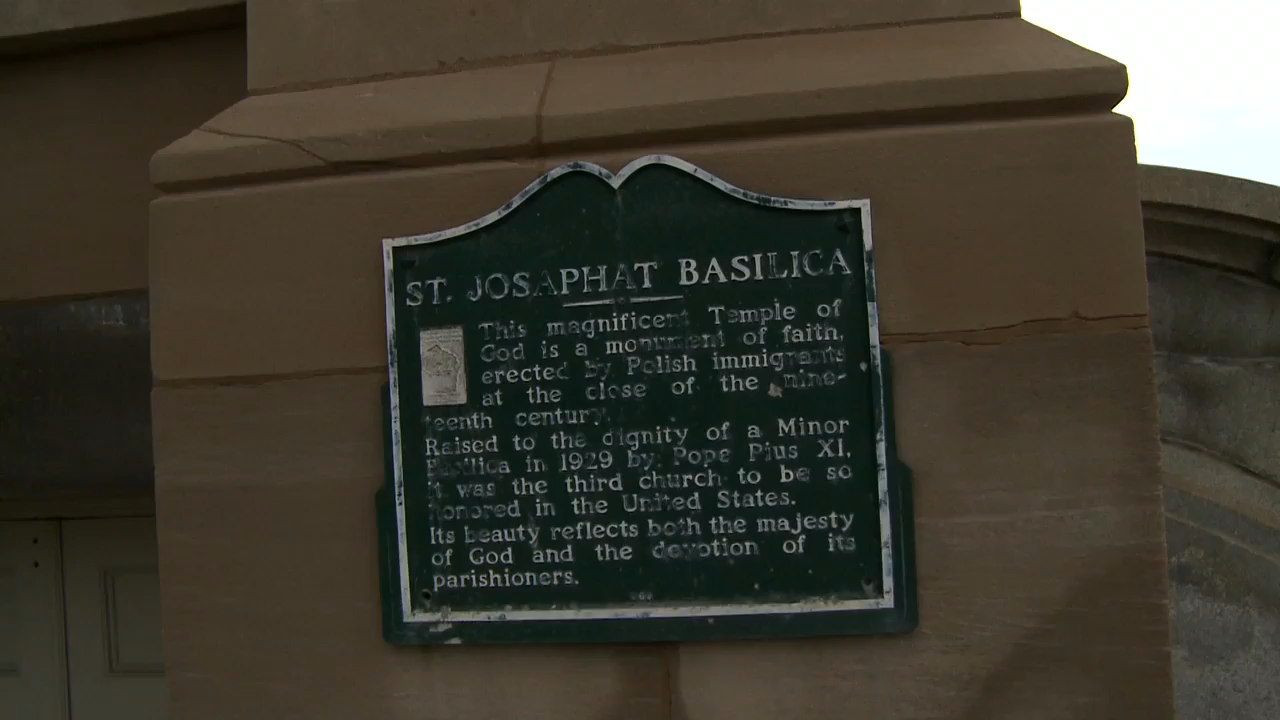 ST. JOSAPHAT BASILICA
This magnificent Temple of
God is a monument of faith,
erected by Polish immigrants
at the close of the nine-
teenth century.
Raised to the dignity of a Minor
Basilica in 1929 by Pope Pius XI,
it was the third church to be so
honored in the United States.
Its beauty reflects both the majesty
of God and the devotion of its
parishioners.